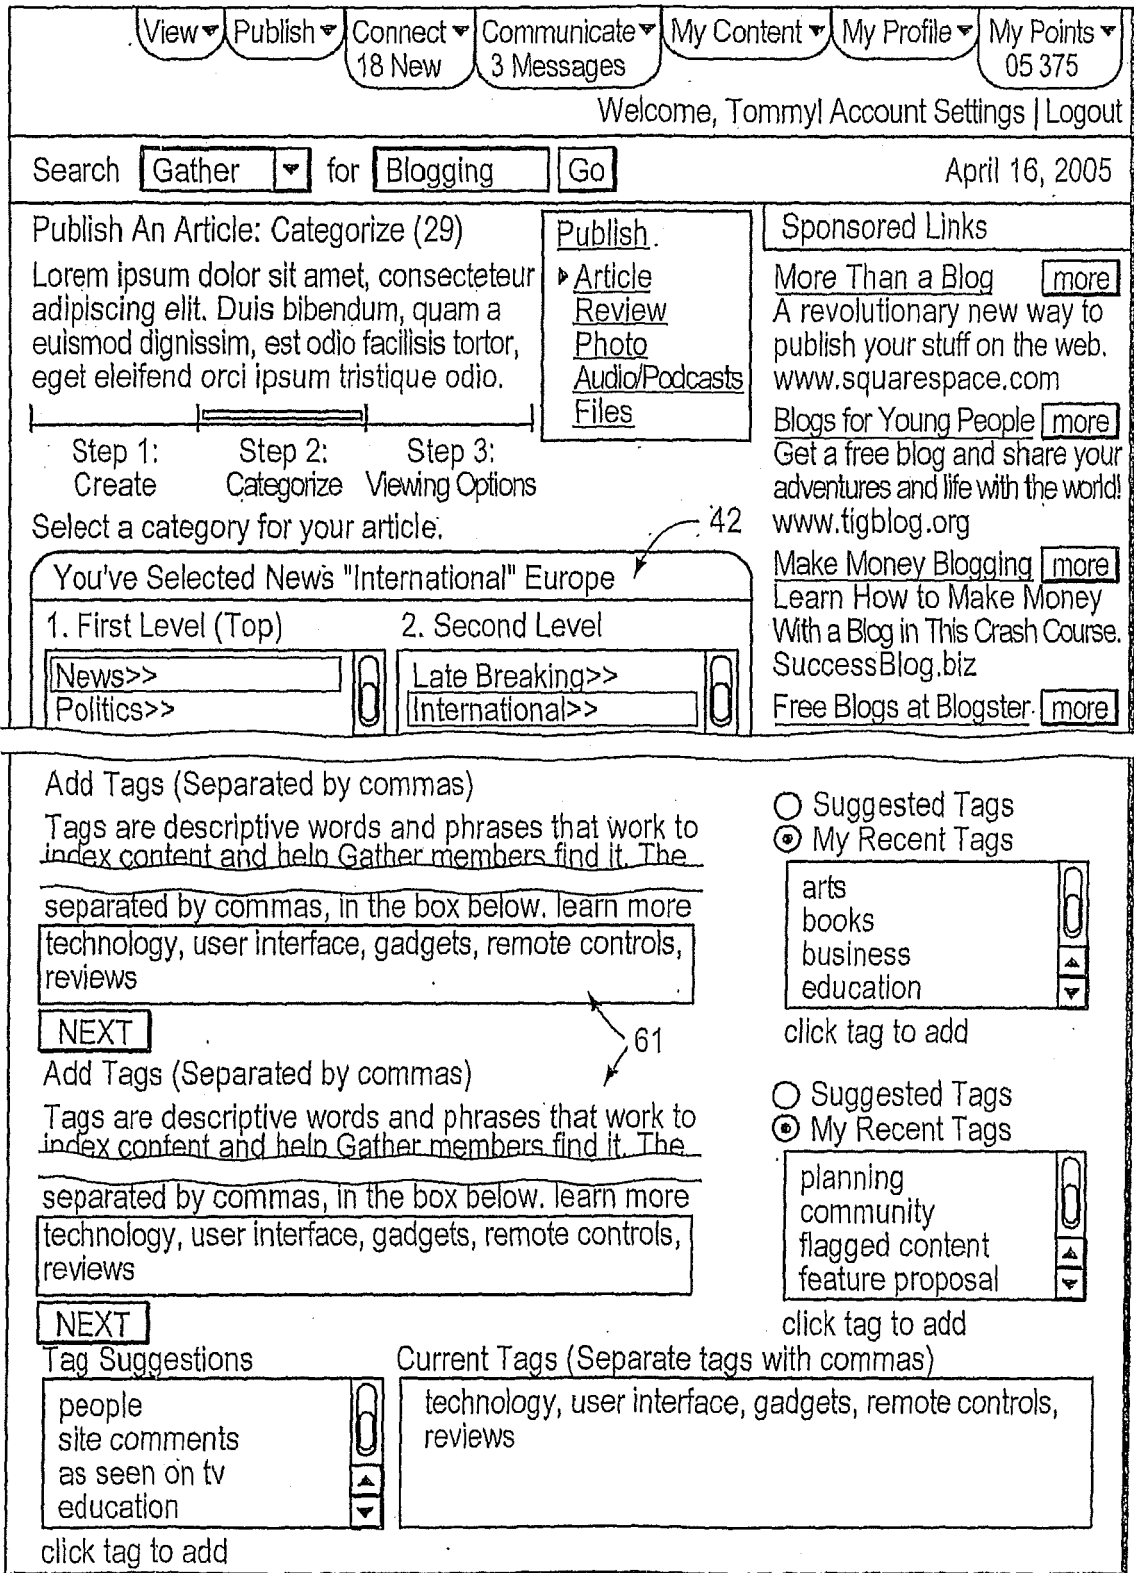 View Publish Connect Communicate My Content My Profile My Points
18 New 3 Messages 05 375
Welcome, Tommy! Account Settings | Logout
Search Gather for Blogging Go April 16, 2005
Publish An Article: Categorize (29)
Lorem ipsum dolor sit amet, consecteteur
adipiscing elit. Duis bibendum, quam a
euismod dignissim, est odio facilisis tortor,
eget eleifend orci ipsum tristique odio.
Step 1: Step 2: Step 3:
Create Categorize Viewing Options
Publish
Article
Review
Photo
Audio/Podcasts
Files
Sponsored Links
More Than a Blog more
A revolutionary new way to
publish your stuff on the web.
www.squarespace.com
Blogs for Young People more
Get a free blog and share your
adventures and life with the world!
www.tigblog.org
Make Money Blogging more
Learn How to Make Money
With a Blog in This Crash Course.
SuccessBlog.biz
Free Blogs at Blogster more
Select a category for your article.
42
You've Selected News "International" Europe
1. First Level (Top) 2. Second Level
News>> Late Breaking>>
Politics>> International>>
Add Tags (Separated by commas)
Tags are descriptive words and phrases that work to
index content and help Gather members find it. The
separated by commas, in the box below. learn more
technology, user interface, gadgets, remote controls,
reviews
NEXT
Suggested Tags
My Recent Tags
arts
books
business
education
click tag to add
61
Add Tags (Separated by commas)
Tags are descriptive words and phrases that work to
index content and help Gather members find it. The
separated by commas, in the box below. learn more
technology, user interface, gadgets, remote controls,
reviews
NEXT
Suggested Tags
My Recent Tags
planning
community
flagged content
feature proposal
click tag to add
Tag Suggestions
people
site comments
as seen on tv
education
click tag to add
Current Tags (Separate tags with commas)
technology, user interface, gadgets, remote controls,
reviews